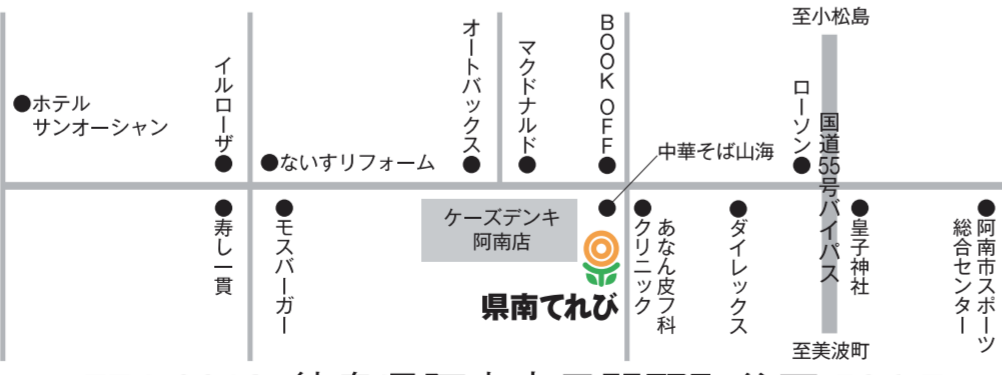 至小松島
ホテル
サンオーシャン
イルローザ
ないすリフォーム
オートバックス
マクドナルド
BOOK OFF
中華そば山海
ローソン
国道55号バイパス
寿し一貫
モスバーガー
ケーズデンキ
阿南店
県南てれび
あなん皮フ科
クリニック
ダイレックス
皇子神社
阿南市スポーツ
総合センター
至美波町